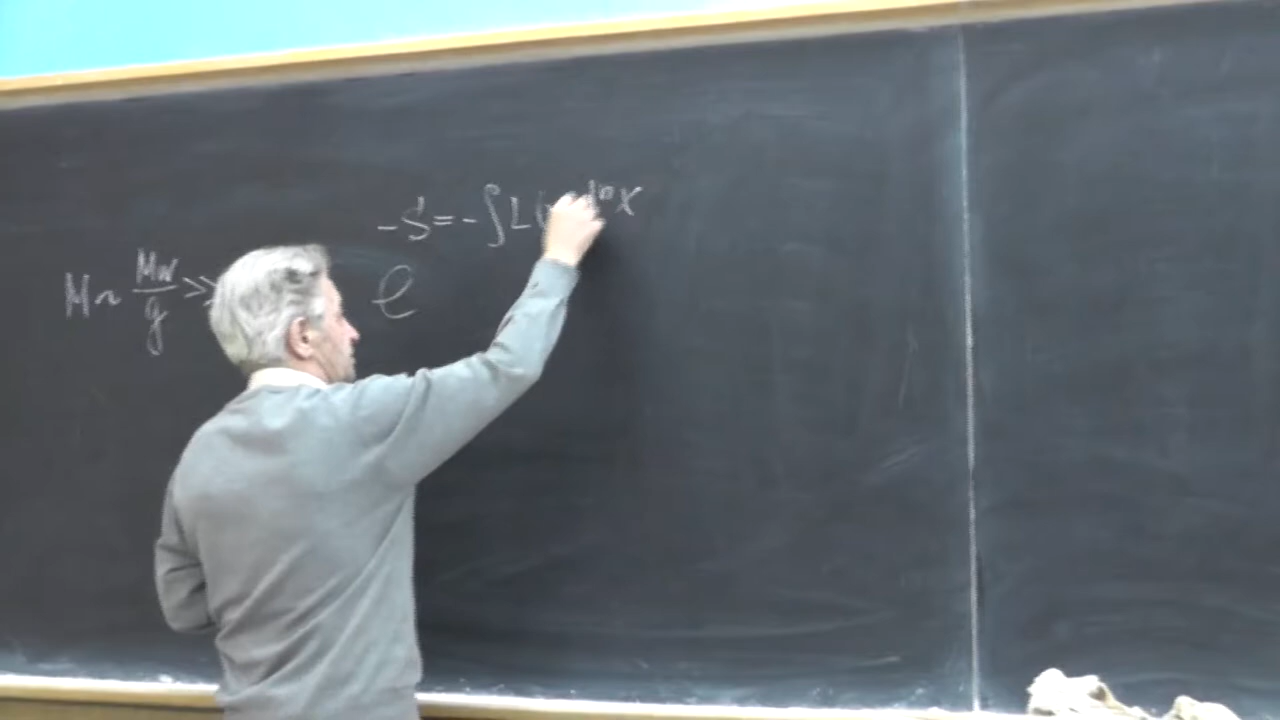 -S = -∫L( d^n x
M ~ Mw/g >>
e